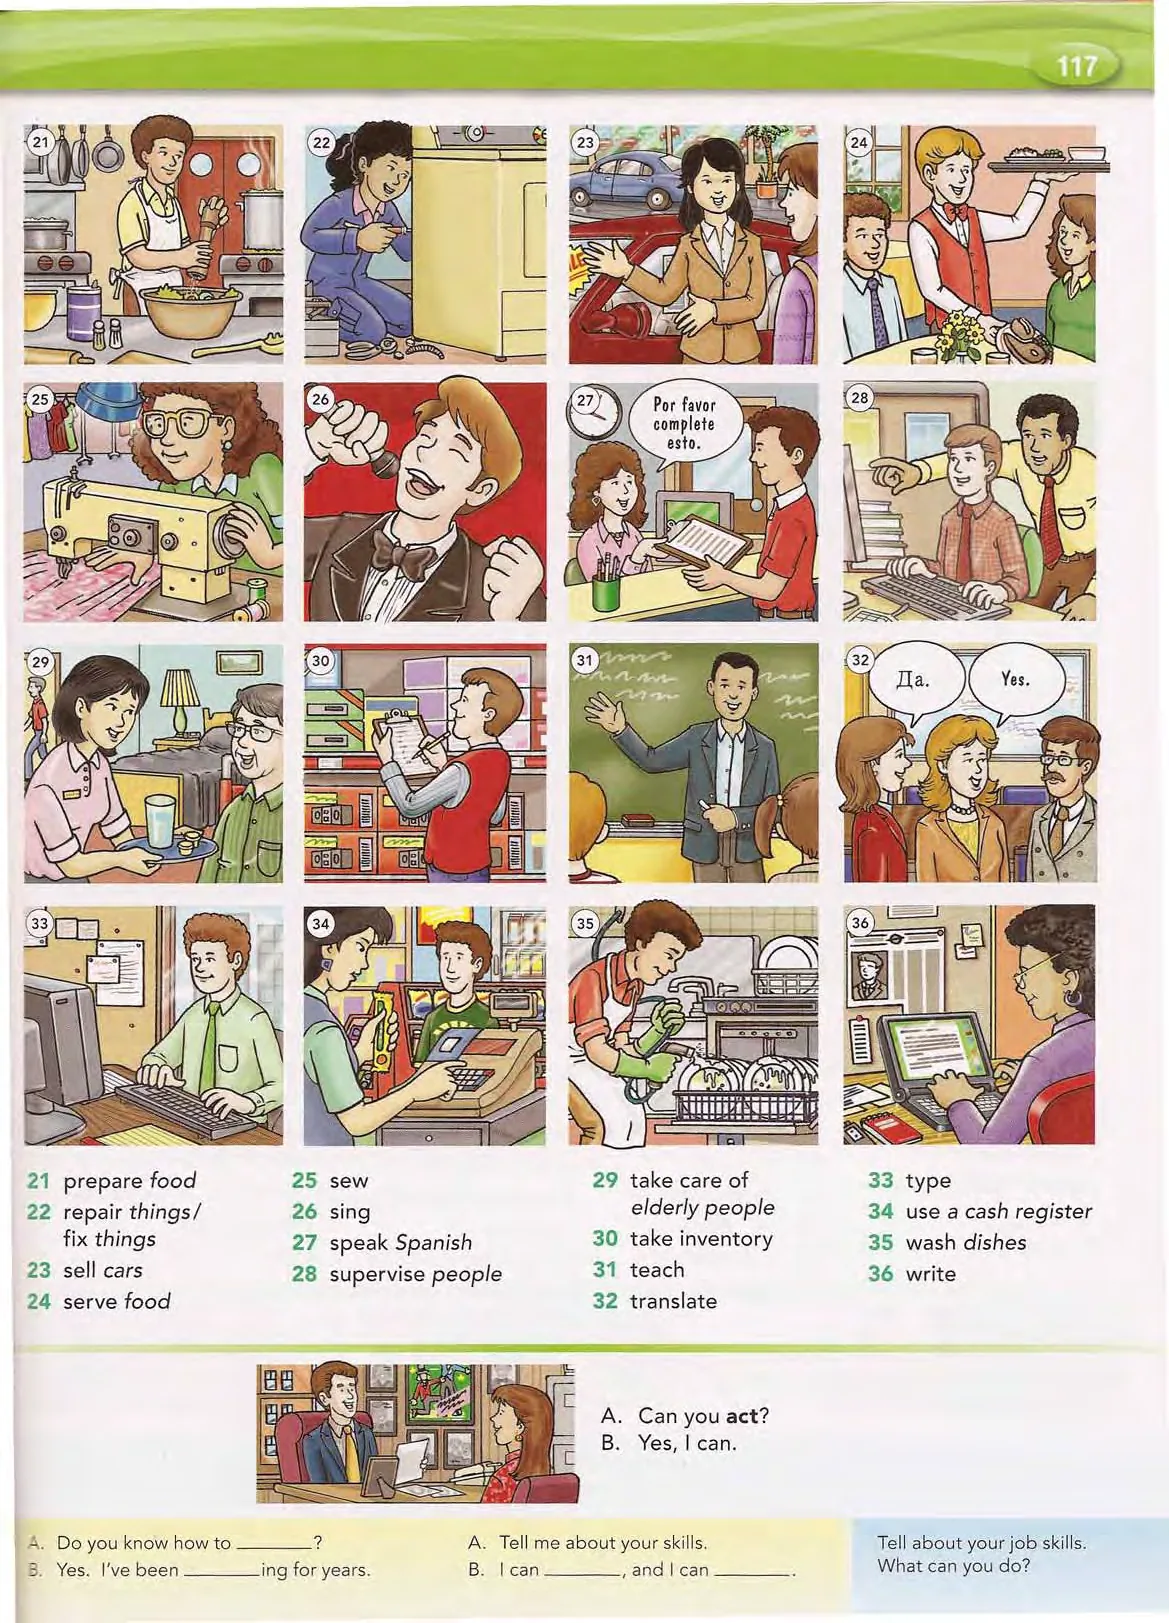 117
21
22
23
24
25
26
27
Por favor
complete
esto.
28
29
30
31
32
Да.
Yes.
33
34
35
36
21 prepare food
22 repair things/
fix things
23 sell cars
24 serve food
25 sew
26 sing
27 speak Spanish
28 supervise people
29 take care of
elderly people
30 take inventory
31 teach
32 translate
33 type
34 use a cash register
35 wash dishes
36 write
A. Can you act?
B. Yes, I can.
A. Do you know how to ________?
B. Yes. I've been ________ing for years.
A. Tell me about your skills.
B. I can ________, and I can ________.
Tell about your job skills.
What can you do?